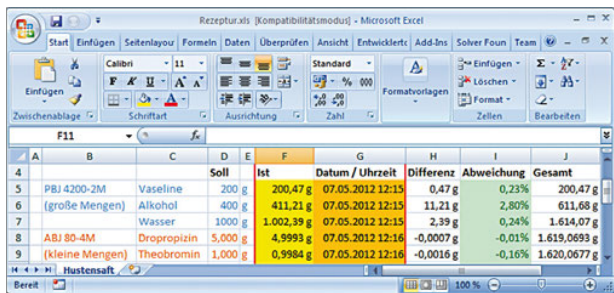 Rezeptur.xls [Kompatibilitätsmodus] - Microsoft Excel
Start Einfügen Seitenlayou Formeln Daten Überprüfen Ansicht Entwicklertc Add-Ins Solver Foun Team
Calibri 11 Standard Einfügen
F K U A A % 000 Löschen
Einfügen Formatvorlagen Format
Zwischenablage Schriftart Ausrichtung Zahl Zellen Bearbeiten
F11 fx
A B C D E F G H I J
4 Soll Ist Datum / Uhrzeit Differenz Abweichung Gesamt
5 PBJ 4200-2M Vaseline 200 g 200,47 g 07.05.2012 12:15 0,47 g 0,23% 200,47 g
6 (große Mengen) Alkohol 400 g 411,21 g 07.05.2012 12:15 11,21 g 2,80% 611,68 g
7 Wasser 1000 g 1.002,39 g 07.05.2012 12:15 2,39 g 0,24% 1.614,07 g
8 ABJ 80-4M Dropropizin 5,000 g 4,9993 g 07.05.2012 12:16 -0,0007 g -0,01% 1.619,0693 g
9 (kleine Mengen) Theobromin 1,000 g 0,9984 g 07.05.2012 12:16 -0,0016 g -0,16% 1.620,0677 g
Hustensaft
Bereit 100 %